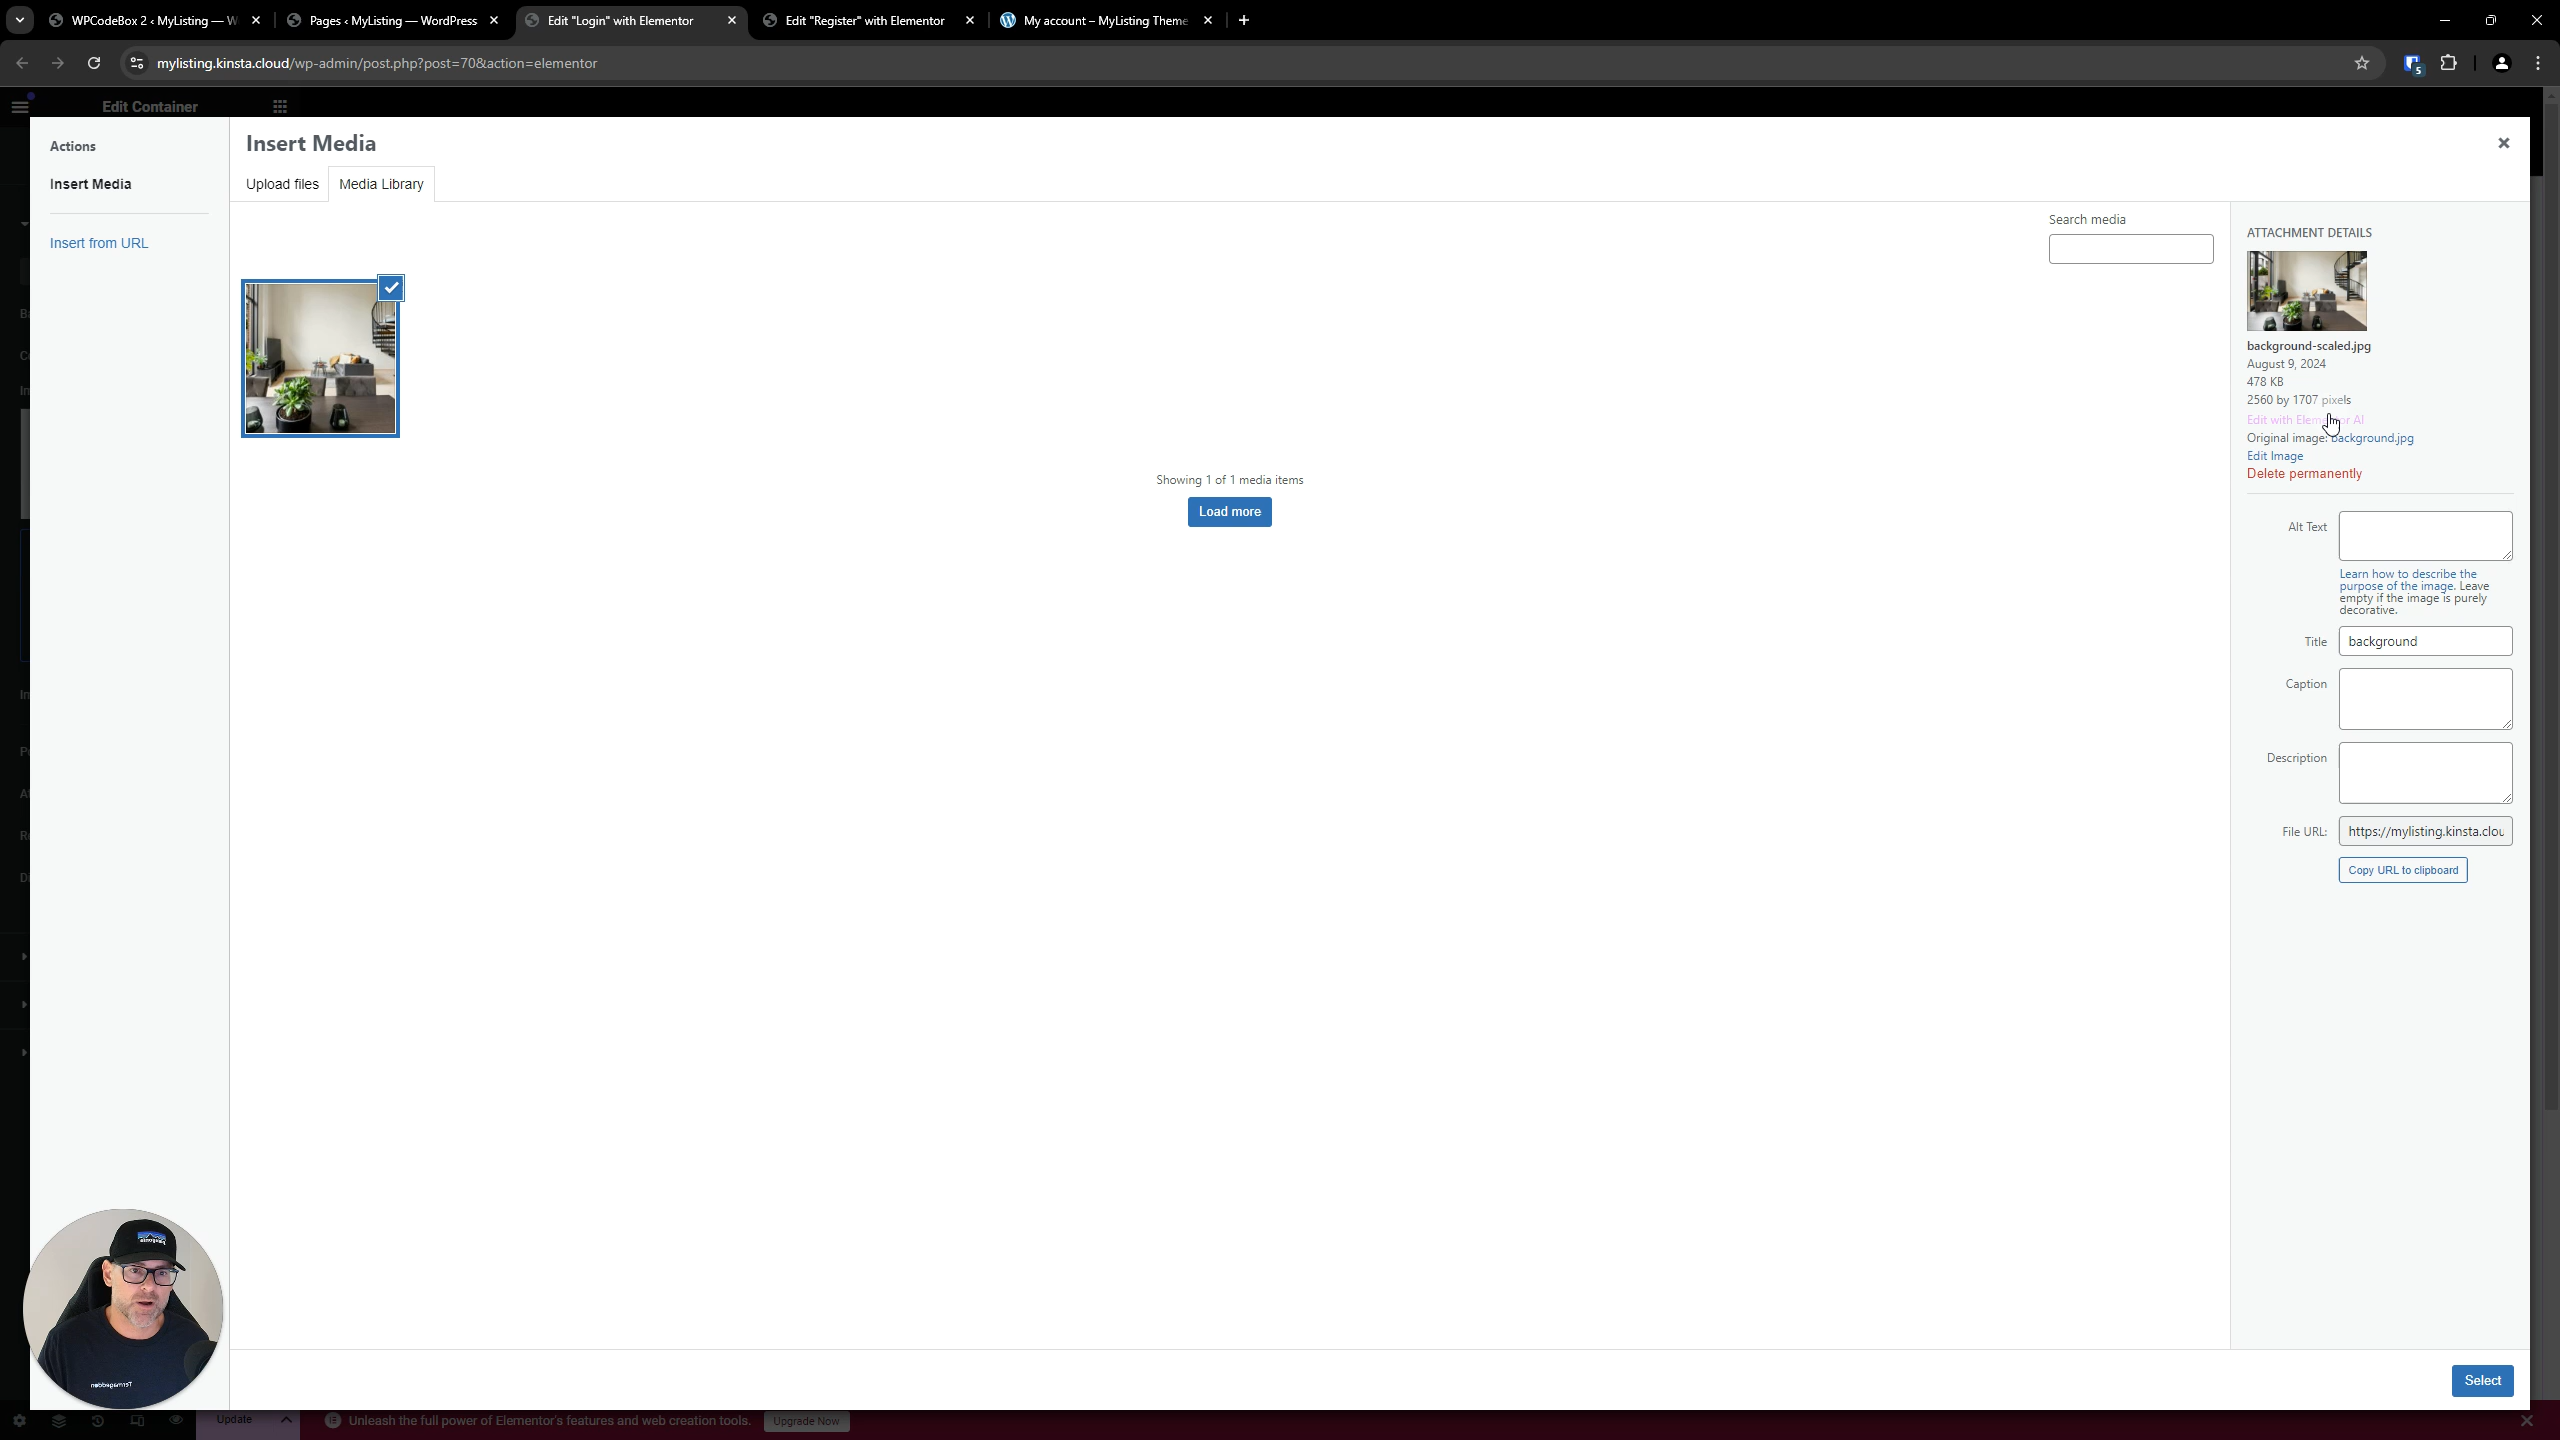 WPCodeBox 2 ‹ MyListing — W
Pages ‹ MyListing — WordPress
Edit "Login" with Elementor
Edit "Register" with Elementor
My account – MyListing Theme
mylisting.kinsta.cloud/wp-admin/post.php?post=70&action=elementor
5
Edit Container
Actions
Insert Media
Insert from URL
Insert Media
Upload files
Media Library
Search media
Showing 1 of 1 media items
Load more
ATTACHMENT DETAILS
background-scaled.jpg
August 9, 2024
478 KB
2560 by 1707 pixels
Original image: background.jpg
Edit Image
Delete permanently
Alt Text
Learn how to describe the
purpose of the image. Leave
empty if the image is purely
decorative.
Title
background
Caption
Description
File URL:
https://mylisting.kinsta.clou
Copy URL to clipboard
Select
Update
Unleash the full power of Elementor's features and web creation tools.
Upgrade Now